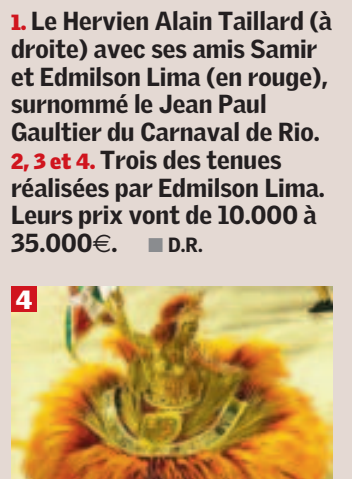 1. Le Hervien Alain Taillard (à
droite) avec ses amis Samir
et Edmilson Lima (en rouge),
surnommé le Jean Paul
Gaultier du Carnaval de Rio.
2, 3 et 4. Trois des tenues
réalisées par Edmilson Lima.
Leurs prix vont de 10.000 à
35.000€. ■ D.R.
4